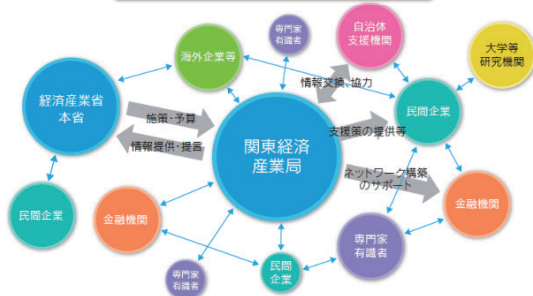 専門家
有識者
自治体
支援機関
海外企業等
大学等
研究機関
経済産業省
本省
情報交換、協力
民間企業
施策・予算
関東経済
産業局
支援策の提供等
情報提供・提言
ネットワーク構築
のサポート
民間企業
金融機関
金融機関
専門家
有識者
専門家
有識者
民間
企業